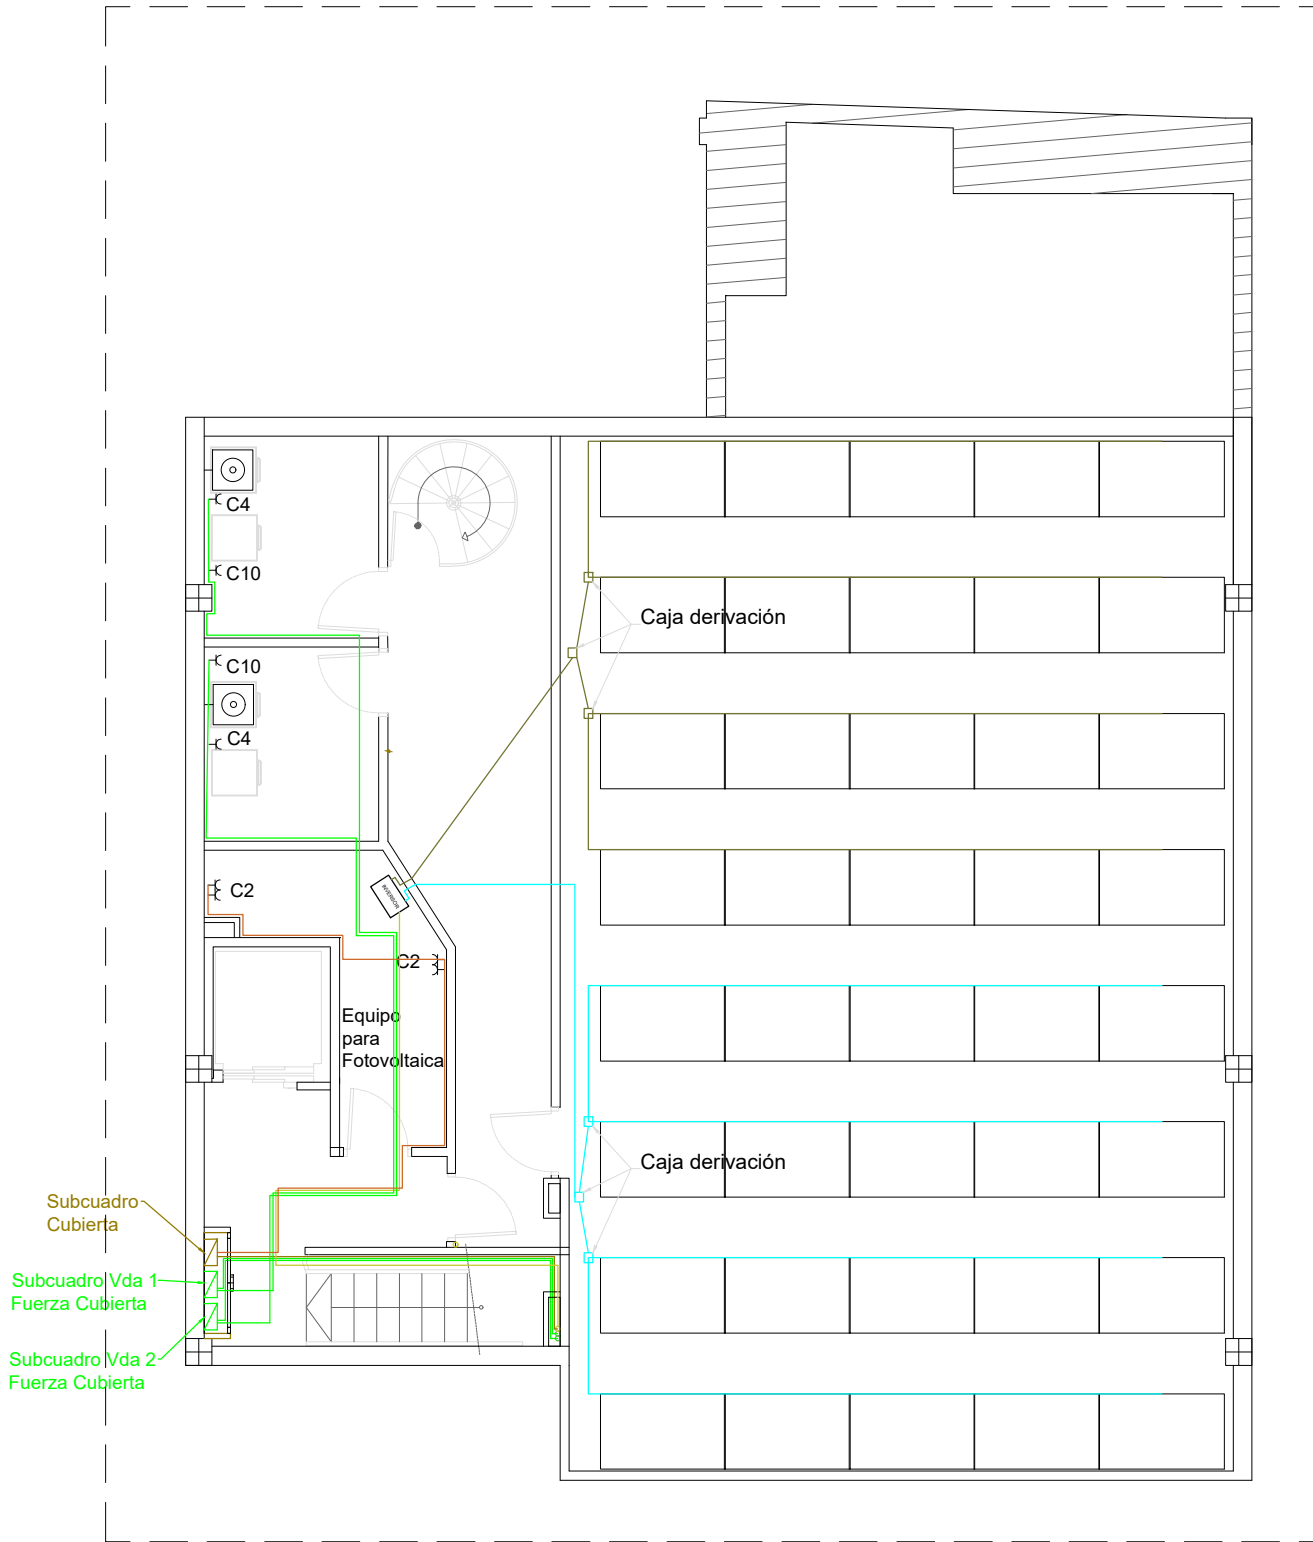 C4
C10
Caja derivación
C10
C4
C2
INVERSOR
C2
Equipo
para
Fotovoltaica
Caja derivación
Subcuadro
Cubierta
Subcuadro Vda 1
Fuerza Cubierta
Subcuadro Vda 2
Fuerza Cubierta